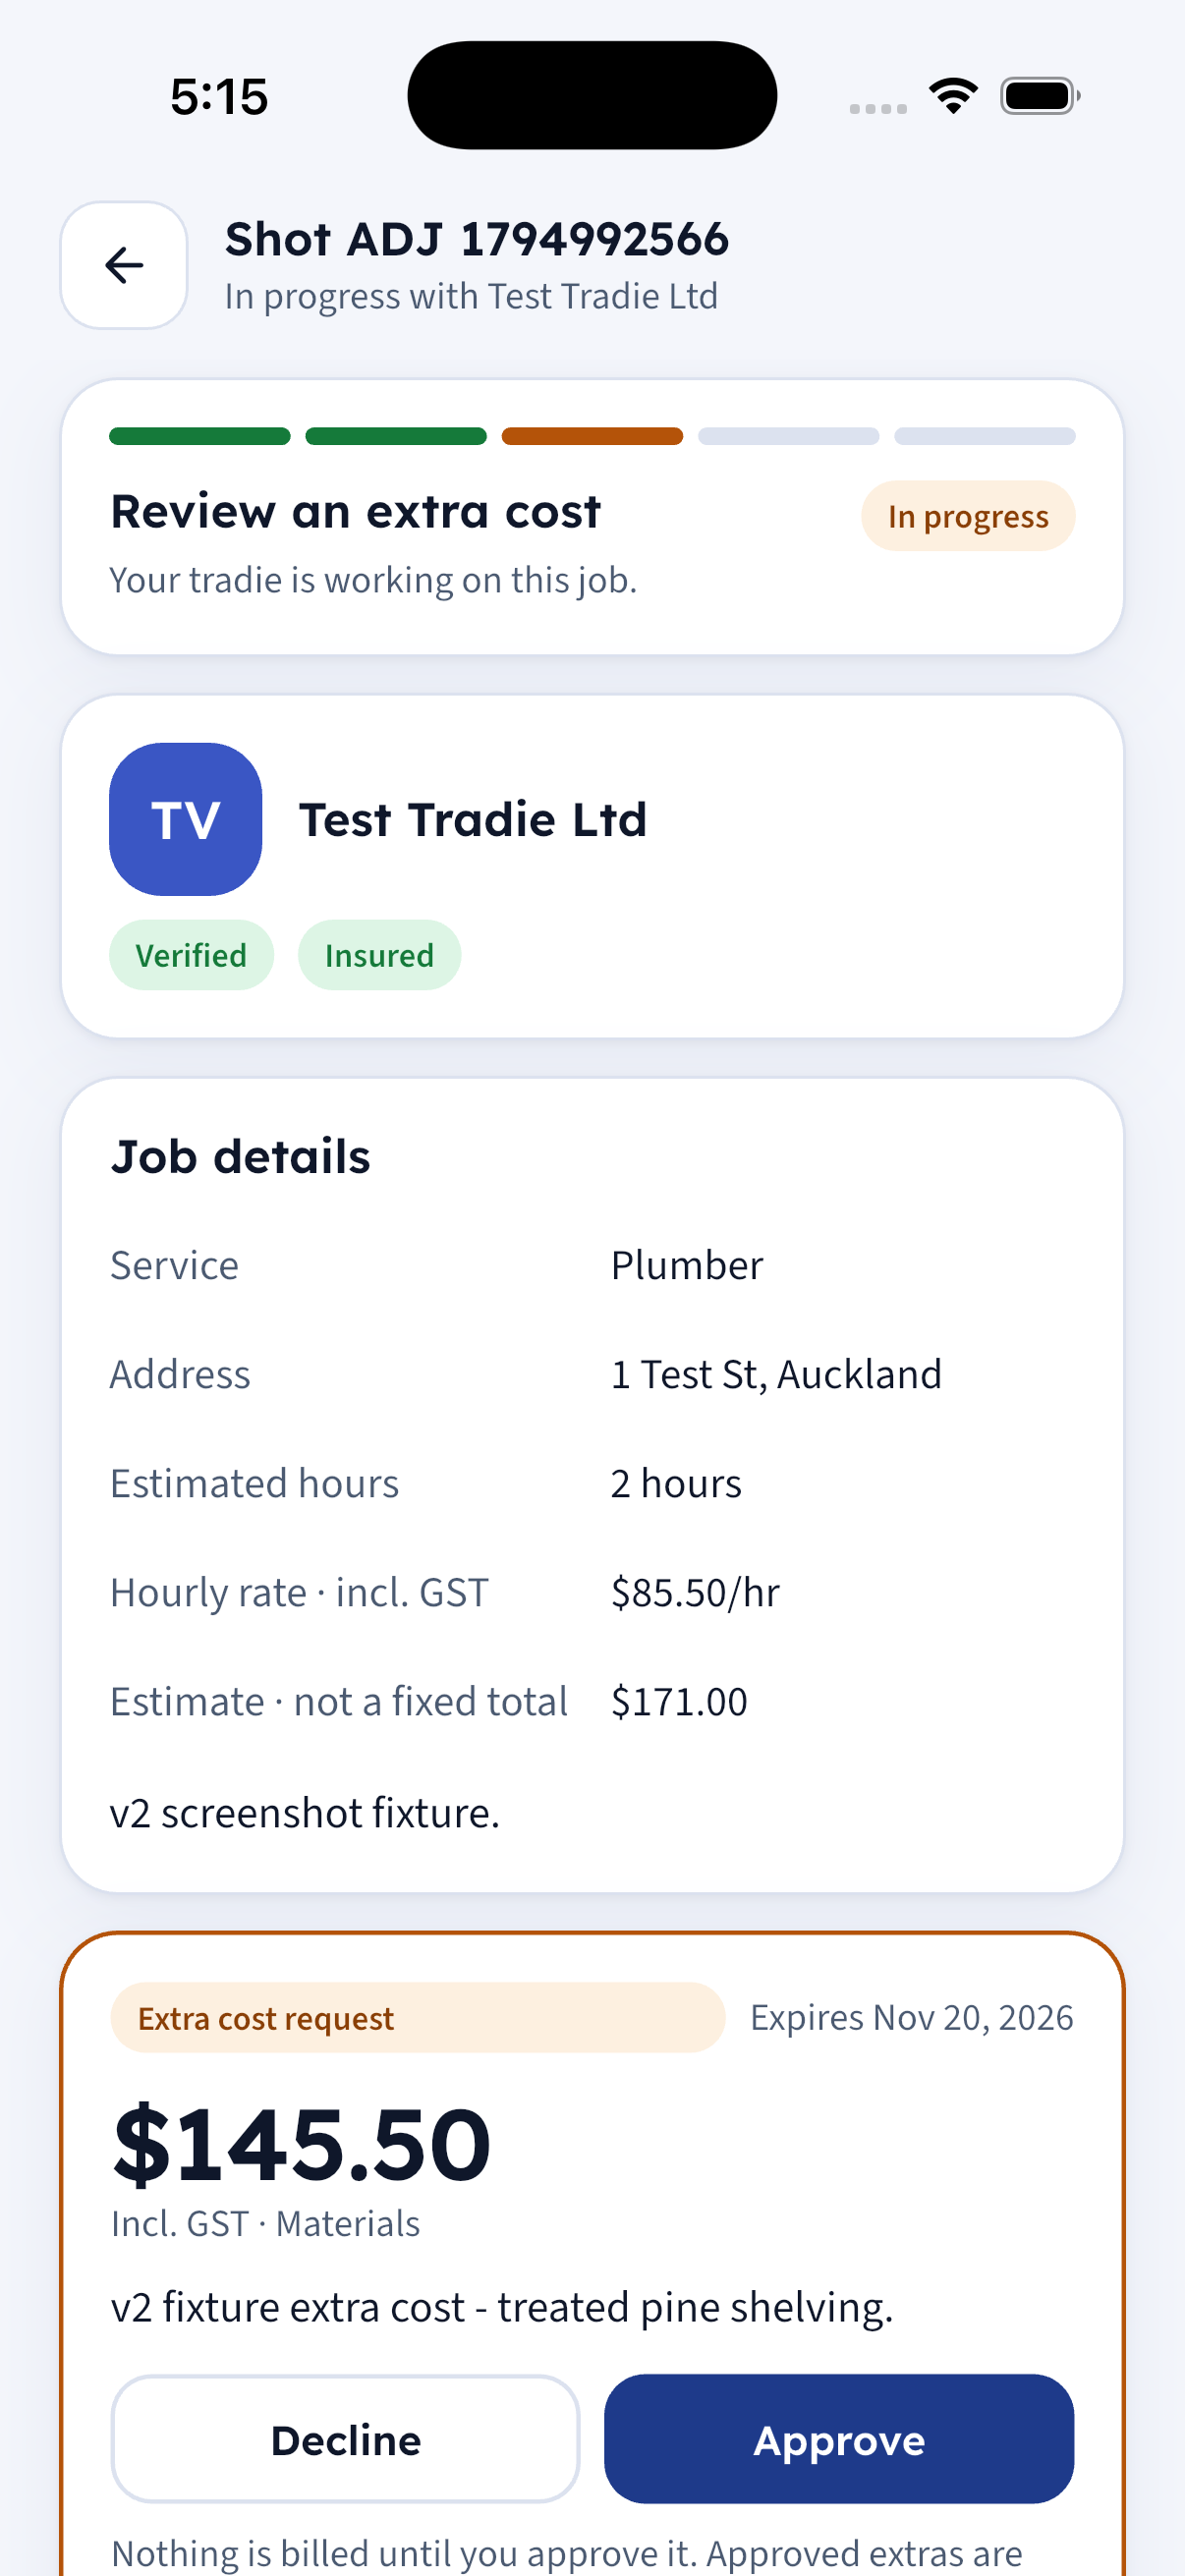 5:15
Shot ADJ 1794992566
In progress with Test Tradie Ltd
Review an extra cost
In progress
Your tradie is working on this job.
TV
Test Tradie Ltd
Verified
Insured
Job details
Service
Plumber
Address
1 Test St, Auckland
Estimated hours
2 hours
Hourly rate · incl. GST
$85.50/hr
Estimate · not a fixed total
$171.00
v2 screenshot fixture.
Extra cost request
Expires Nov 20, 2026
$145.50
Incl. GST · Materials
v2 fixture extra cost - treated pine shelving.
Decline
Approve
Nothing is billed until you approve it. Approved extras are